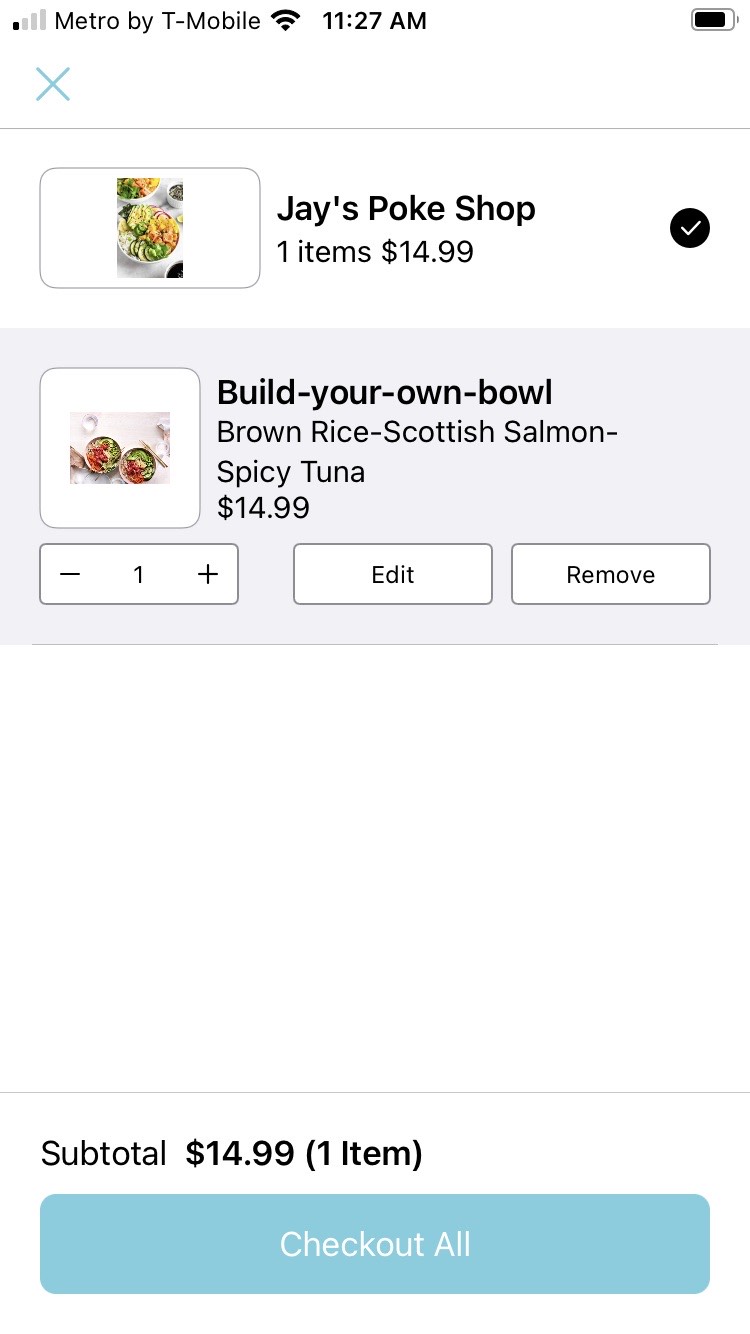 Metro by T-Mobile 11:27 AM
Jay's Poke Shop
1 items $14.99
Build-your-own-bowl
Brown Rice-Scottish Salmon-
Spicy Tuna
$14.99
1
Edit
Remove
Subtotal $14.99 (1 Item)
Checkout All